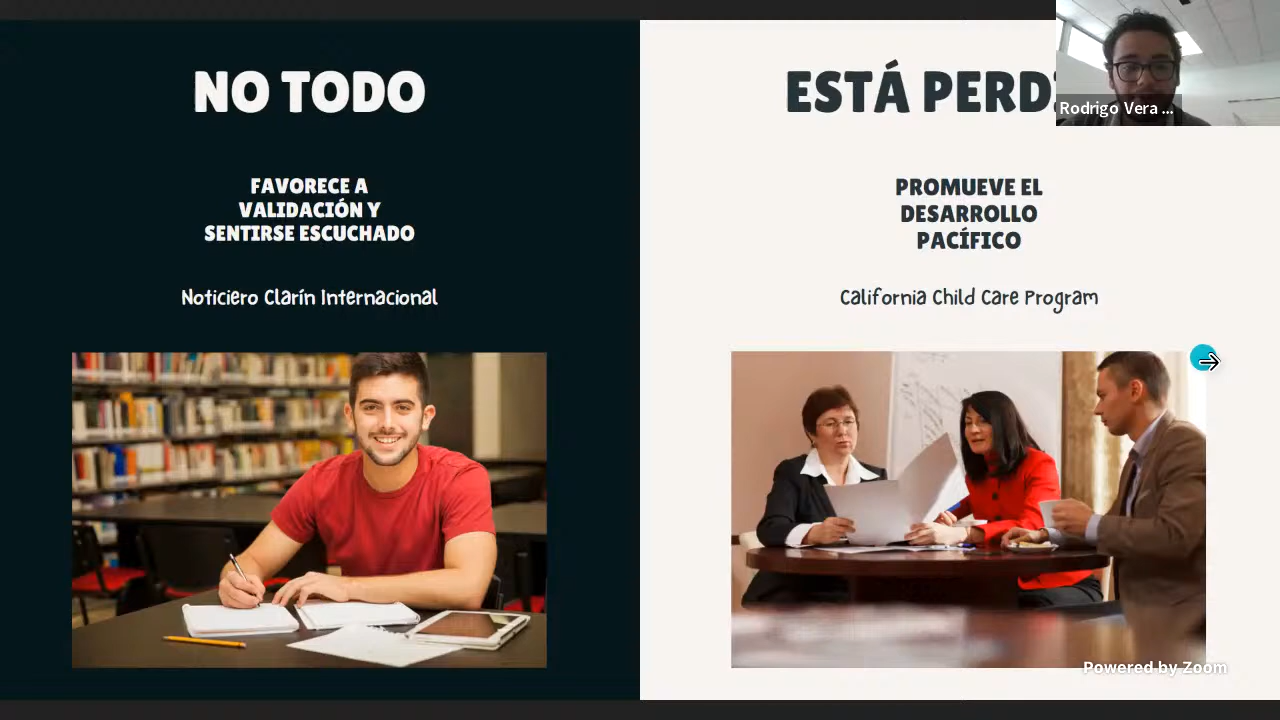 NO TODO
FAVORECE A
VALIDACIÓN Y
SENTIRSE ESCUCHADO
Noticiero Clarín Internacional
ESTÁ
PROMUEVE EL
DESARROLLO
PACÍFICO
California Child Care Program
Rodrigo Vera ...
Powered by Zoom